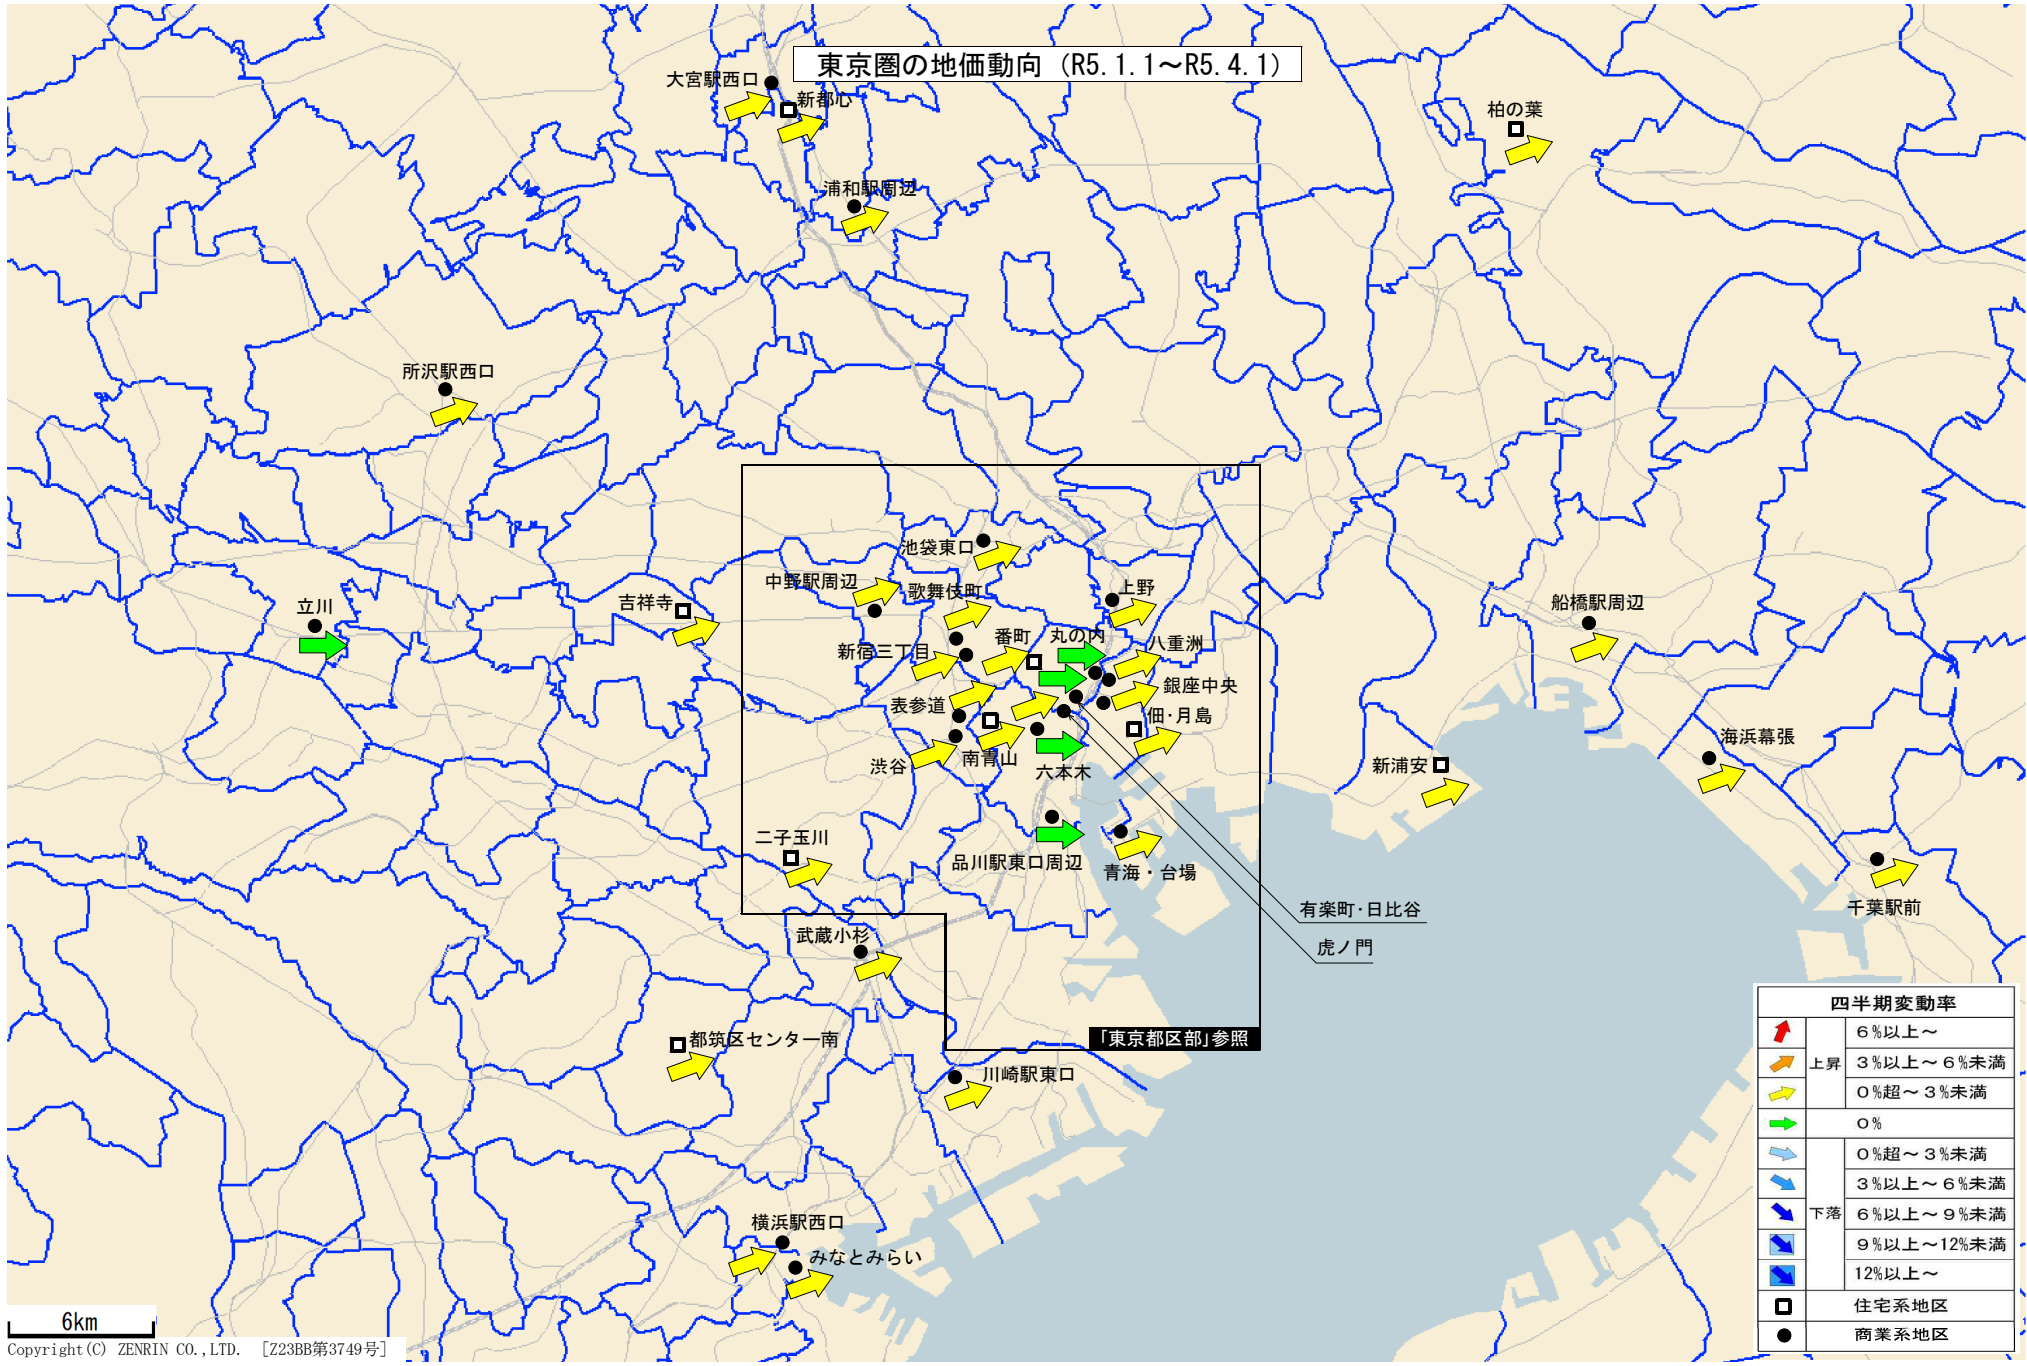 東京圏の地価動向（R5.1.1～R5.4.1）
大宮駅西口
新都心
柏の葉
浦和駅周辺
所沢駅西口
池袋東口
中野駅周辺
歌舞伎町
上野
立川
吉祥寺
船橋駅周辺
番町
丸の内
八重洲
新宿三丁目
銀座中央
表参道
佃･月島
海浜幕張
渋谷
南青山
六本木
新浦安
二子玉川
品川駅東口周辺
青海・台場
有楽町･日比谷
千葉駅前
武蔵小杉
虎ノ門
「東京都区部」参照
都筑区センター南
川崎駅東口
横浜駅西口
みなとみらい
四半期変動率
上昇
6%以上～
3%以上～6%未満
0%超～3%未満
0%
下落
0%超～3%未満
3%以上～6%未満
6%以上～9%未満
9%以上～12%未満
12%以上～
住宅系地区
商業系地区
6km
Copyright(C) ZENRIN CO.,LTD. [Z23BB第3749号]